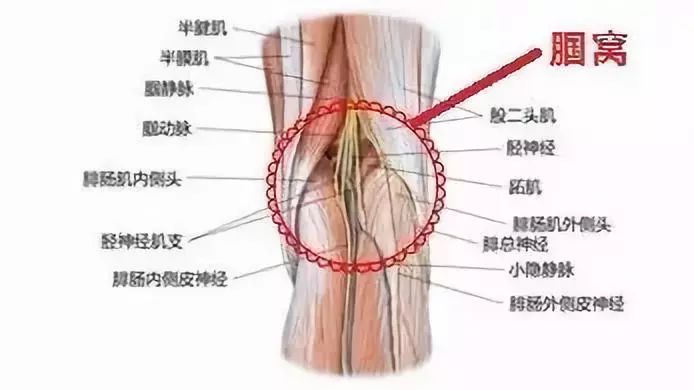 半腱肌
半膜肌
腘静脉
腘动脉
腓肠肌内侧头
胫神经肌支
腓肠内侧皮神经
腘窝
股二头肌
胫神经
跖肌
腓肠肌外侧头
腓总神经
小隐静脉
腓肠外侧皮神经